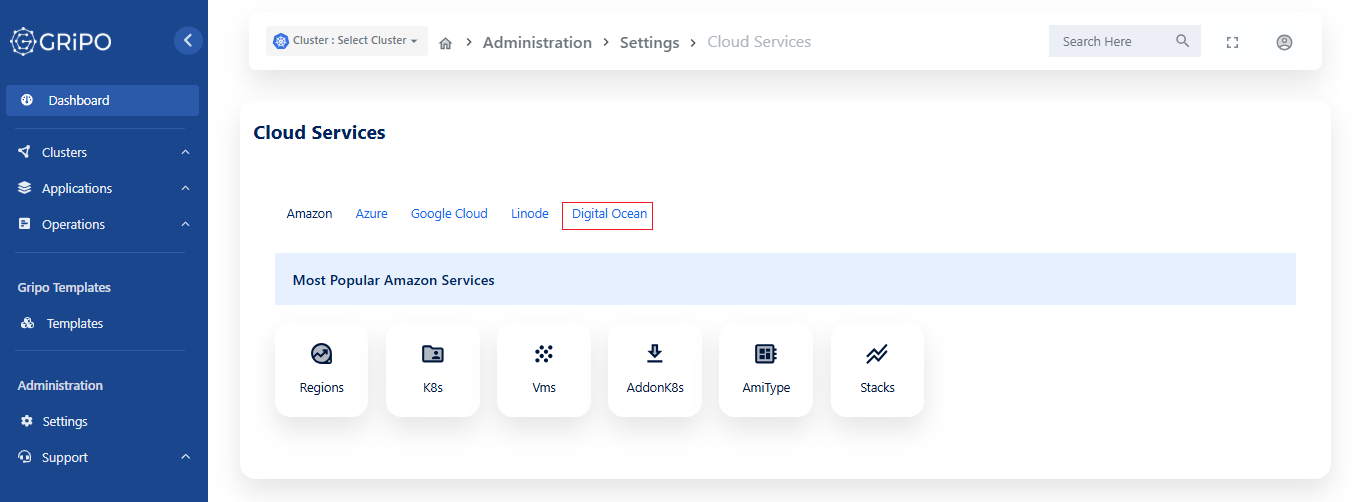 GRiPO
Dashboard
Clusters
Applications
Operations
Gripo Templates
Templates
Administration
Settings
Support
Cluster : Select Cluster
Administration
Settings
Cloud Services
Search Here
Cloud Services
Amazon
Azure
Google Cloud
Linode
Digital Ocean
Most Popular Amazon Services
Regions
K8s
Vms
AddonK8s
AmiType
Stacks